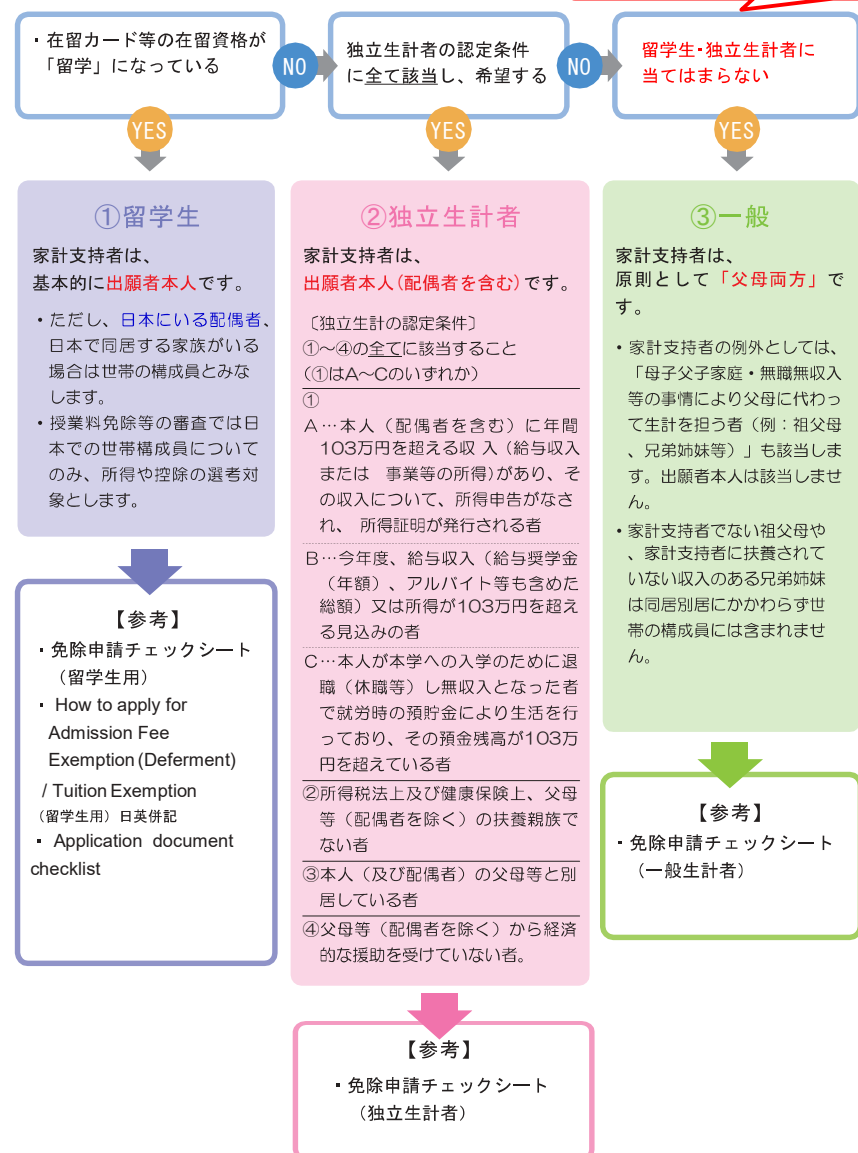 ・在留カード等の在留資格が
「留学」になっている
NO
独立生計者の認定条件
に全て該当し、希望する
NO
留学生・独立生計者に
当てはまらない
YES
YES
YES
①留学生
家計支持者は、
基本的に出願者本人です。
・ただし、日本にいる配偶者、
日本で同居する家族がいる
場合は世帯の構成員とみな
します。
・授業料免除等の審査では日
本での世帯構成員について
のみ、所得や控除の選考対
象とします。
【参考】
・免除申請チェックシート
（留学生用）
・ How to apply for
Admission Fee
Exemption (Deferment)
/ Tuition Exemption
（留学生用）日英併記
・ Application document
checklist
②独立生計者
家計支持者は、
出願者本人(配偶者を含む)です。
〔独立生計の認定条件〕
①～④の全てに該当すること
(①はA～Cのいずれか)
①
A…本人（配偶者を含む）に年間
103万円を超える収 入（給与収入
または 事業等の所得)があり、そ
の収入について、所得申告がなさ
れ、 所得証明が発行される者
B…今年度、給与収入（給与奨学金
（年額）、アルバイト等も含めた
総額）又は所得が103万円を超え
る見込みの者
C…本人が本学への入学のために退
職（休職等）し無収入となった者
で就労時の預貯金により生活を行
っており、その預金残高が103万
円を超えている者
②所得税法上及び健康保険上、父母
等（配偶者を除く）の扶養親族で
ない者
③本人（及び配偶者）の父母等と別
居している者
④父母等（配偶者を除く）から経済
的な援助を受けていない者。
【参考】
・免除申請チェックシート
（独立生計者）
③一般
家計支持者は、
原則として「父母両方」で
す。
・家計支持者の例外としては、
「母子父子家庭・無職無収入
等の事情により父母に代わっ
て生計を担う者（例：祖父母
、兄弟姉妹等）」も該当しま
す。出願者本人は該当しませ
ん。
・家計支持者でない祖父母や
、家計支持者に扶養されて
いない収入のある兄弟姉妹
は同居別居にかかわらず世
帯の構成員には含まれませ
ん。
【参考】
・免除申請チェックシート
（一般生計者）